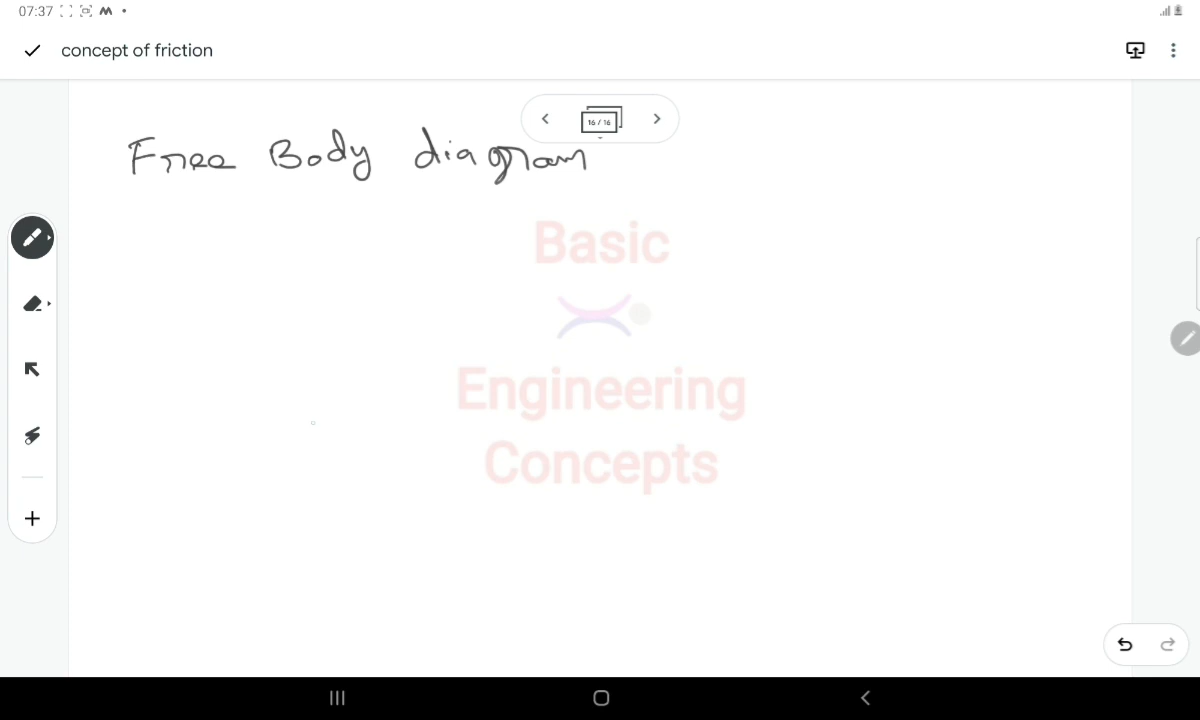 07:37
concept of friction
16 / 16
Free Body diagram
Basic
Engineering
Concepts